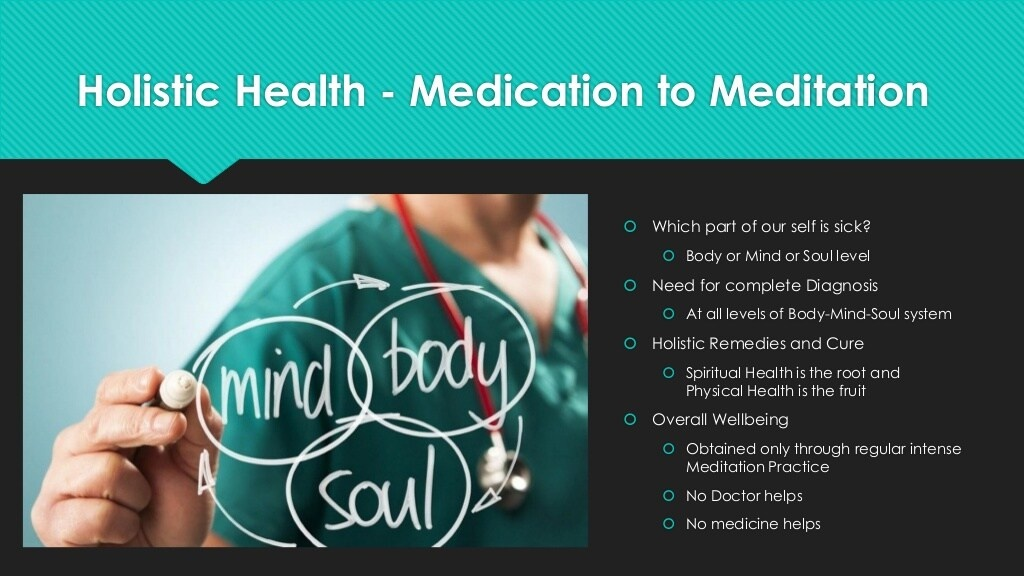 Holistic Health - Medication to Meditation
mind
body
soul
Which part of our self is sick?
Body or Mind or Soul level
Need for complete Diagnosis
At all levels of Body-Mind-Soul system
Holistic Remedies and Cure
Spiritual Health is the root and
Physical Health is the fruit
Overall Wellbeing
Obtained only through regular intense
Meditation Practice
No Doctor helps
No medicine helps